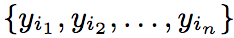 {y_{i_1}, y_{i_2}, …, y_{i_n}}